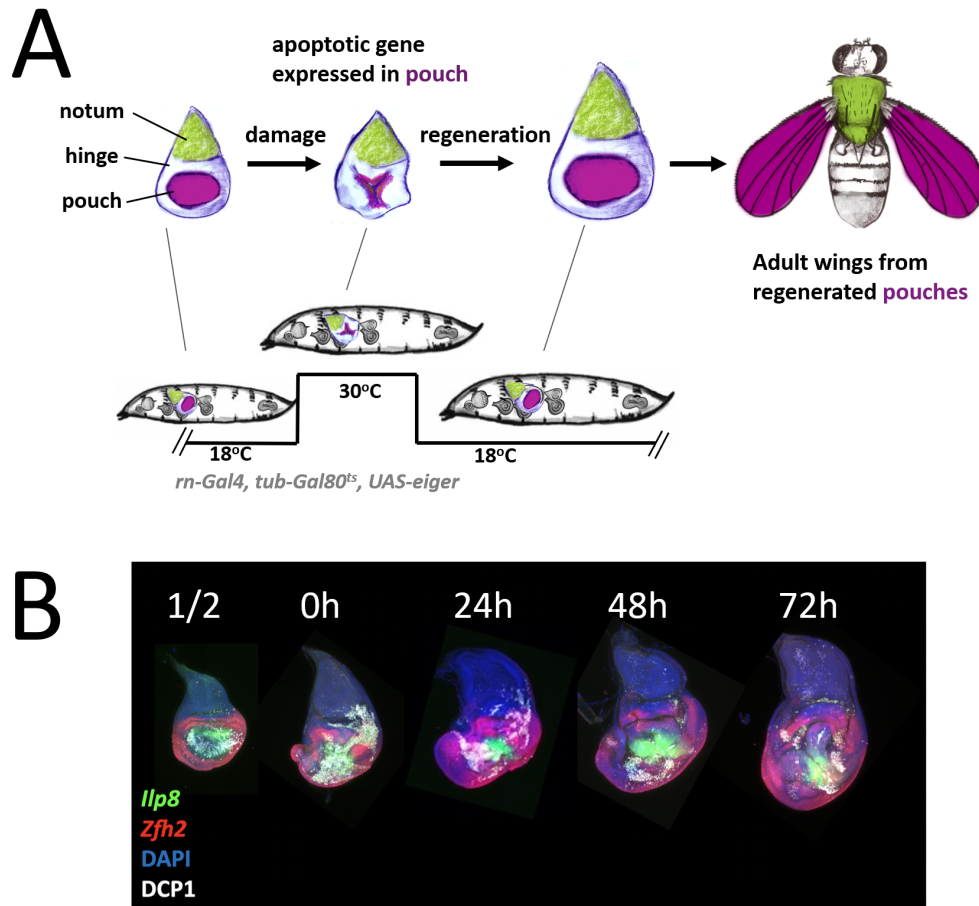 A
apoptotic gene
expressed in pouch
notum
hinge
pouch
damage
regeneration
Adult wings from
regenerated pouches
30°C
18°C
18°C
rn-Gal4, tub-Gal80ts, UAS-eiger
B
1/2
0h
24h
48h
72h
Ilp8
Zfh2
DAPI
DCP1